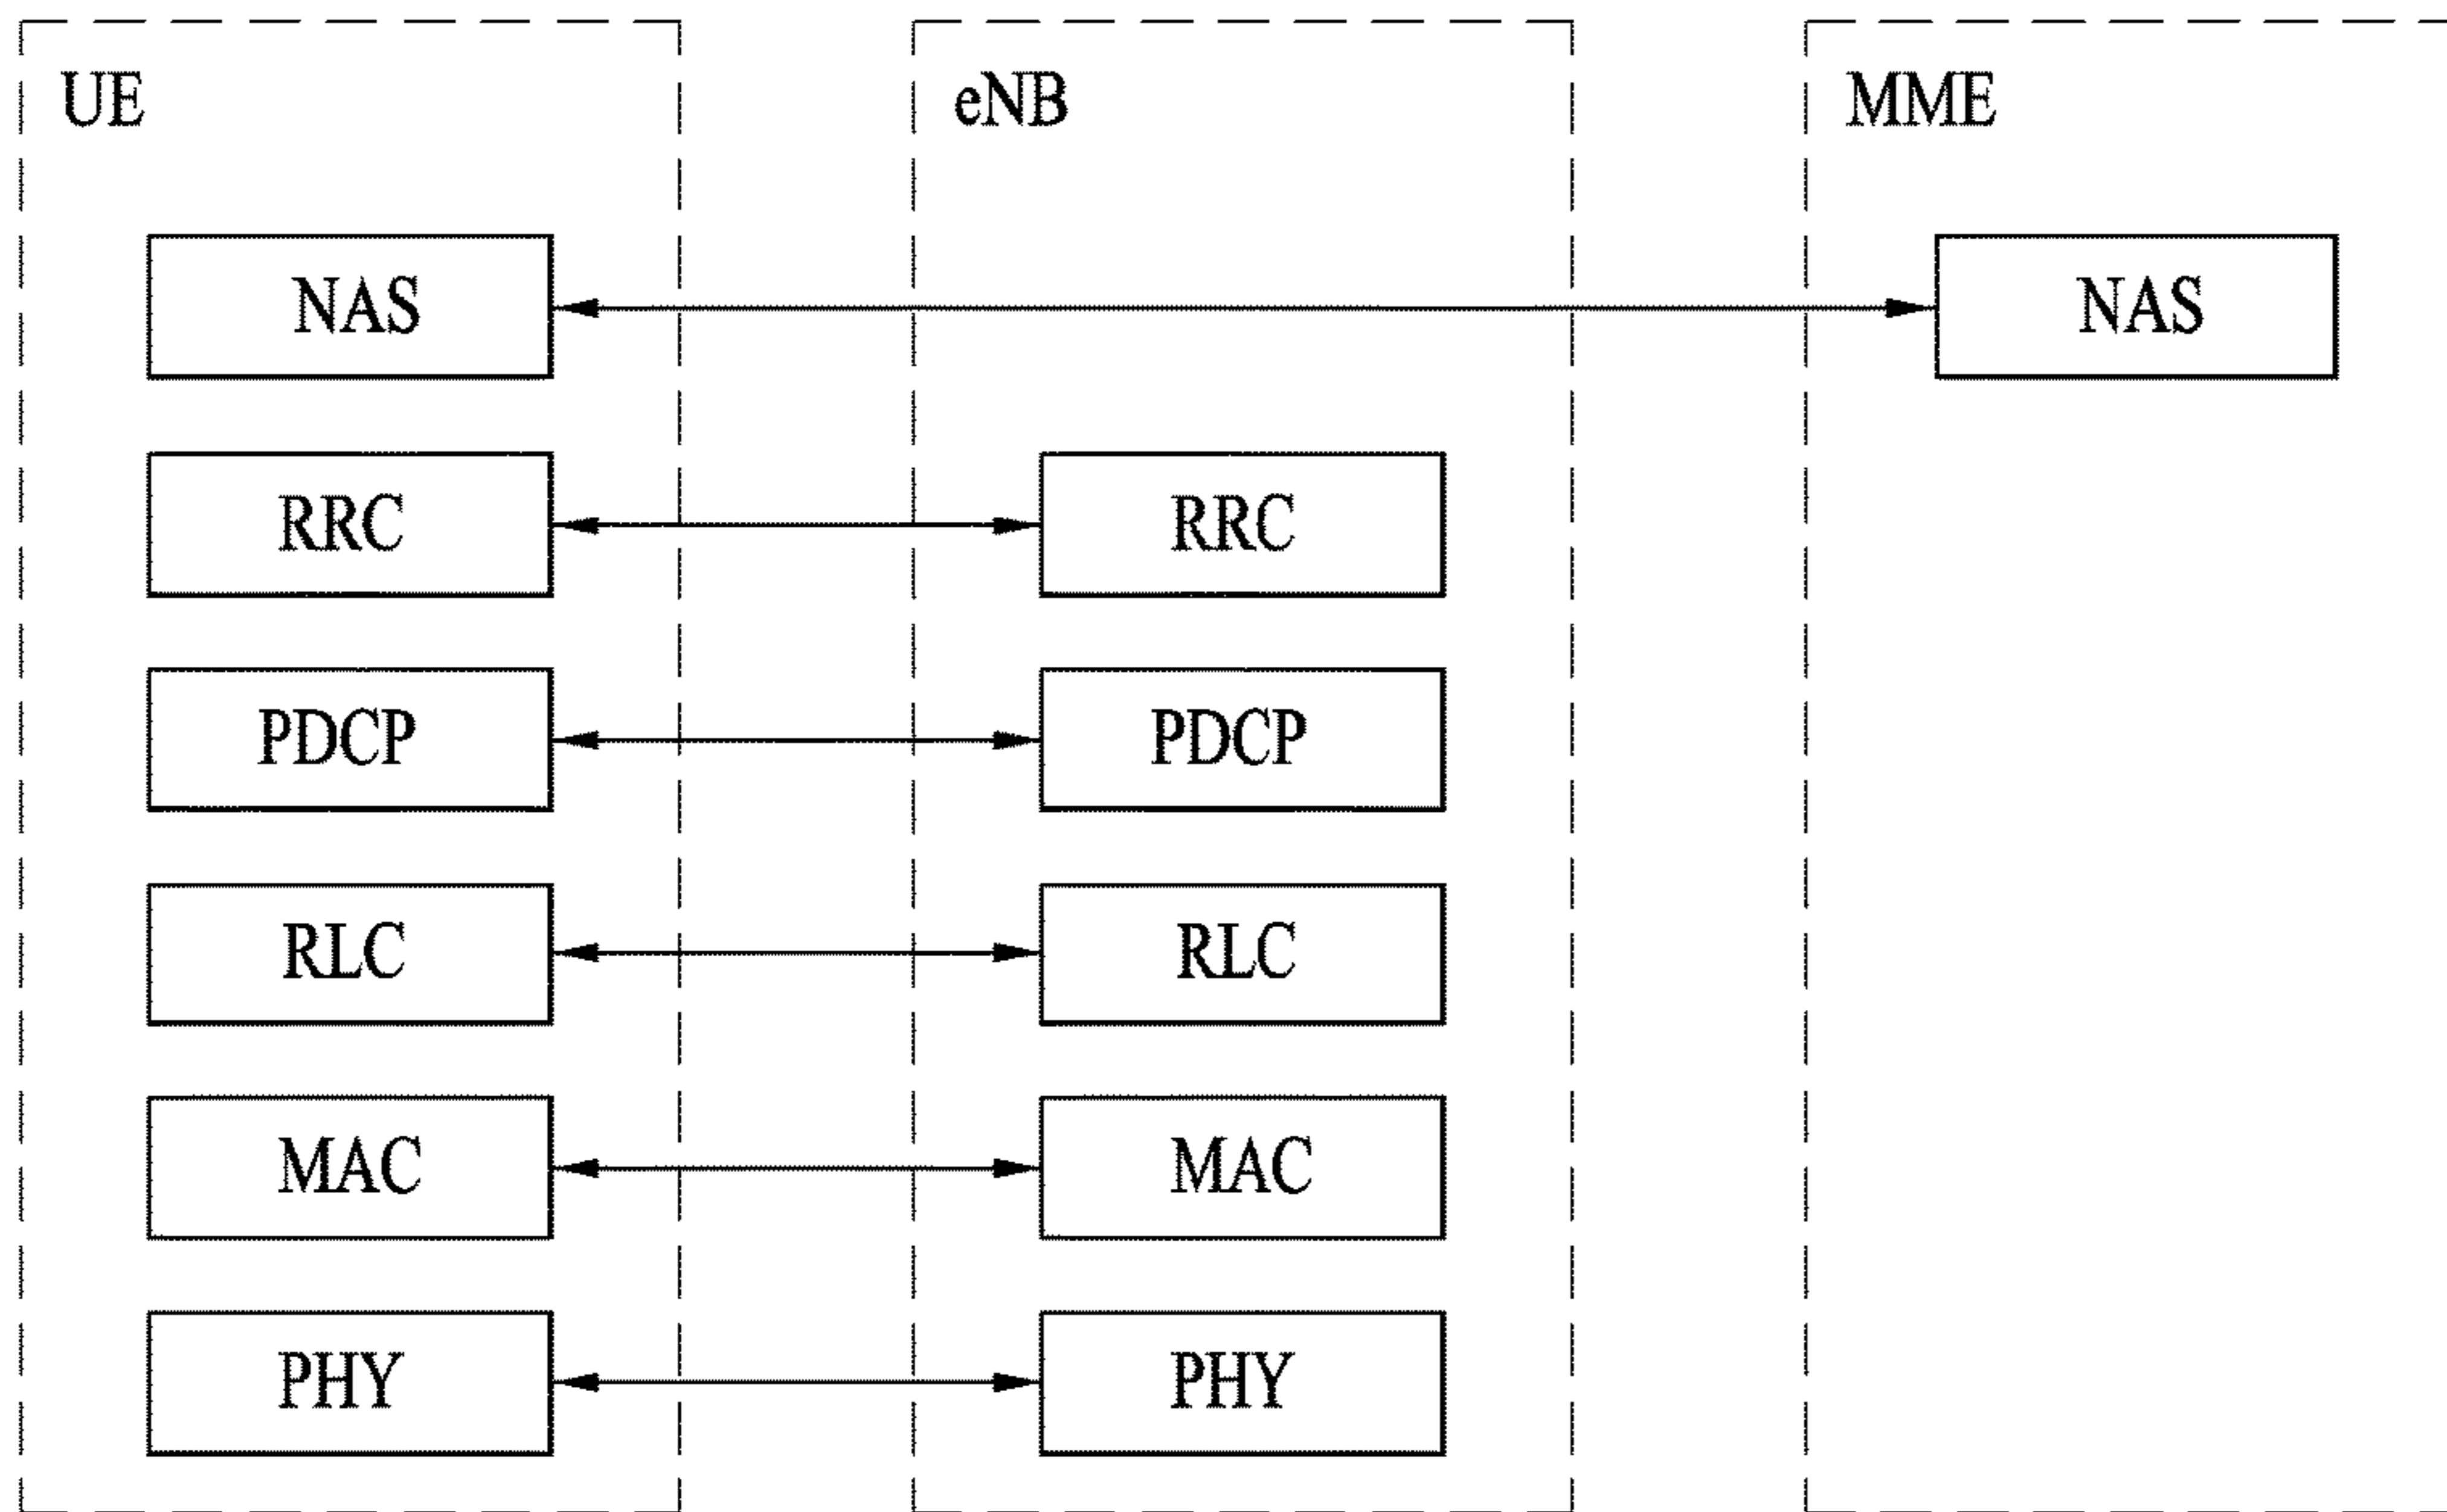 UE
eNB
MME
NAS
NAS
RRC
RRC
PDCP
PDCP
RLC
RLC
MAC
MAC
PHY
PHY